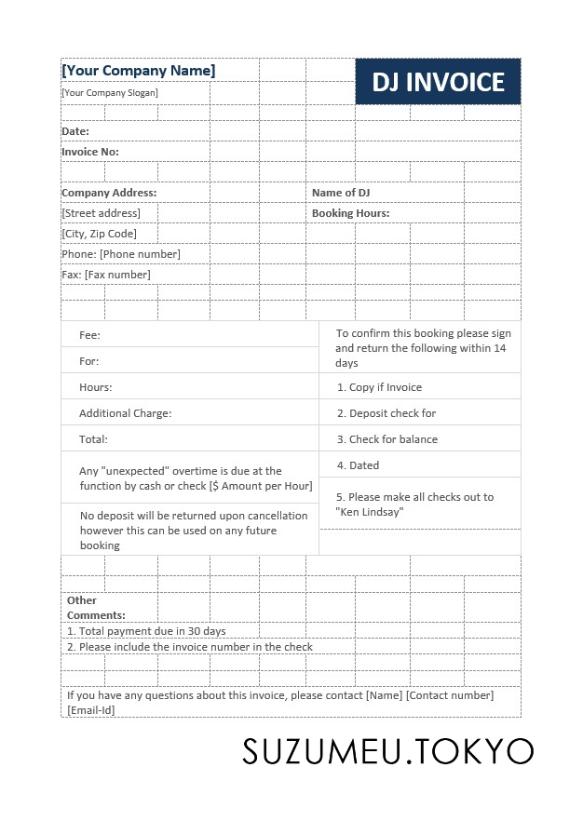 [Your Company Name]
DJ INVOICE
[Your Company Slogan]
Date:
Invoice No:
Company Address:
Name of DJ
[Street address]
Booking Hours:
[City, Zip Code]
Phone: [Phone number]
Fax: [Fax number]
Fee:
For:
Hours:
Additional Charge:
Total:
Any "unexpected" overtime is due at the
function by cash or check [$ Amount per Hour]
No deposit will be returned upon cancellation
however this can be used on any future
booking
To confirm this booking please sign
and return the following within 14
days
1. Copy if Invoice
2. Deposit check for
3. Check for balance
4. Dated
5. Please make all checks out to
"Ken Lindsay"
Other
Comments:
1. Total payment due in 30 days
2. Please include the invoice number in the check
If you have any questions about this invoice, please contact [Name] [Contact number]
[Email-Id]
SUZUMEU.TOKYO